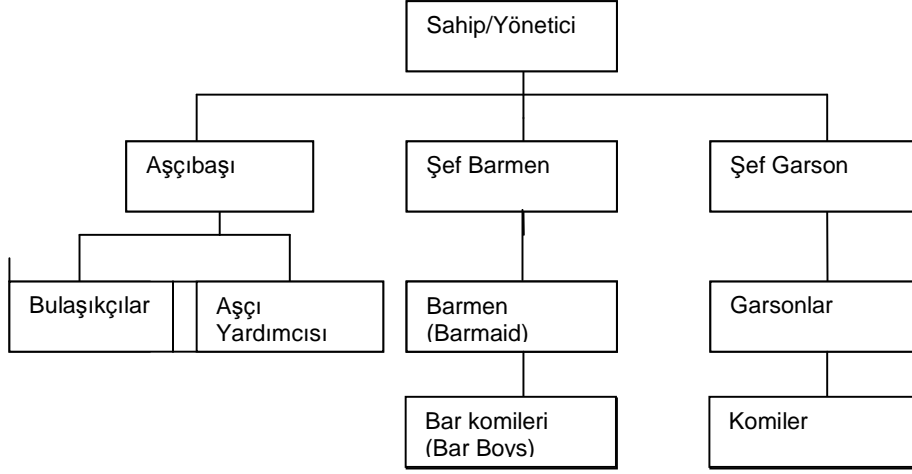 Sahip/Yönetici
Aşçıbaşı
Şef Barmen
Şef Garson
Bulaşıkçılar
Aşçı
Yardımcısı
Barmen
(Barmaid)
Garsonlar
Bar komileri
(Bar Boys)
Komiler